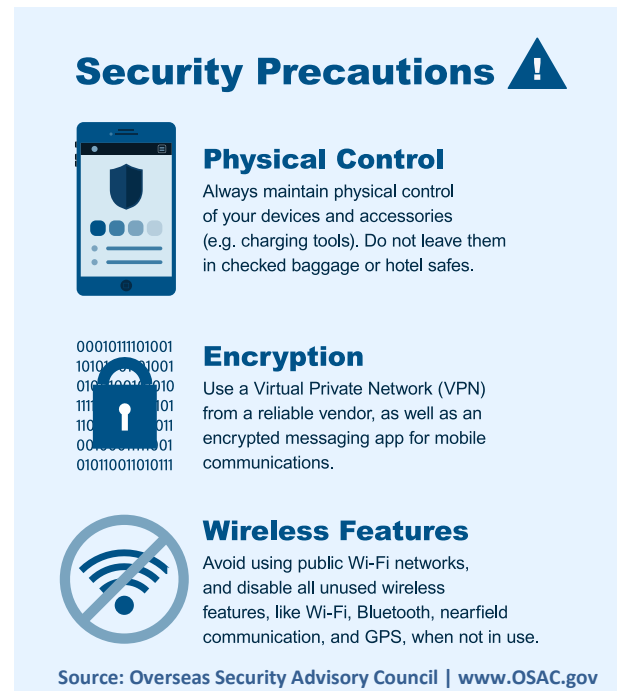 Security Precautions
!
Physical Control
Always maintain physical control
of your devices and accessories
(e.g. charging tools). Do not leave them
in checked baggage or hotel safes.
00010111101001
Encryption
Use a Virtual Private Network (VPN)
from a reliable vendor, as well as an
encrypted messaging app for mobile
communications.
010110011010111
Wireless Features
Avoid using public Wi-Fi networks,
and disable all unused wireless
features, like Wi-Fi, Bluetooth, nearfield
communication, and GPS, when not in use.
Source: Overseas Security Advisory Council | www.OSAC.gov